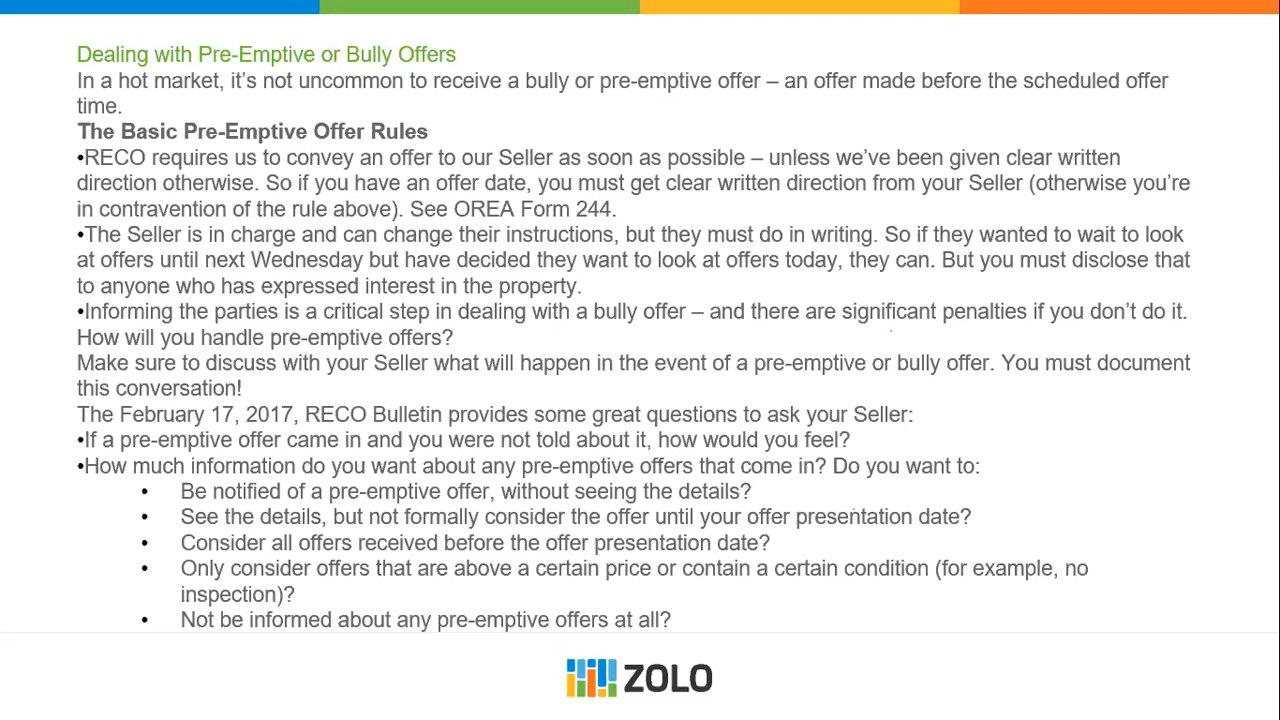 Dealing with Pre-Emptive or Bully Offers
In a hot market, it's not uncommon to receive a bully or pre-emptive offer – an offer made before the scheduled offer
time.
The Basic Pre-Emptive Offer Rules
•RECO requires us to convey an offer to our Seller as soon as possible – unless we've been given clear written
direction otherwise. So if you have an offer date, you must get clear written direction from your Seller (otherwise you're
in contravention of the rule above). See OREA Form 244.
•The Seller is in charge and can change their instructions, but they must do in writing. So if they wanted to wait to look
at offers until next Wednesday but have decided they want to look at offers today, they can. But you must disclose that
to anyone who has expressed interest in the property.
•Informing the parties is a critical step in dealing with a bully offer – and there are significant penalties if you don't do it.
How will you handle pre-emptive offers?
Make sure to discuss with your Seller what will happen in the event of a pre-emptive or bully offer. You must document
this conversation!
The February 17, 2017, RECO Bulletin provides some great questions to ask your Seller:
•If a pre-emptive offer came in and you were not told about it, how would you feel?
•How much information do you want about any pre-emptive offers that come in? Do you want to:
• Be notified of a pre-emptive offer, without seeing the details?
• See the details, but not formally consider the offer until your offer presentation date?
• Consider all offers received before the offer presentation date?
• Only consider offers that are above a certain price or contain a certain condition (for example, no
inspection)?
• Not be informed about any pre-emptive offers at all?
ZOLO